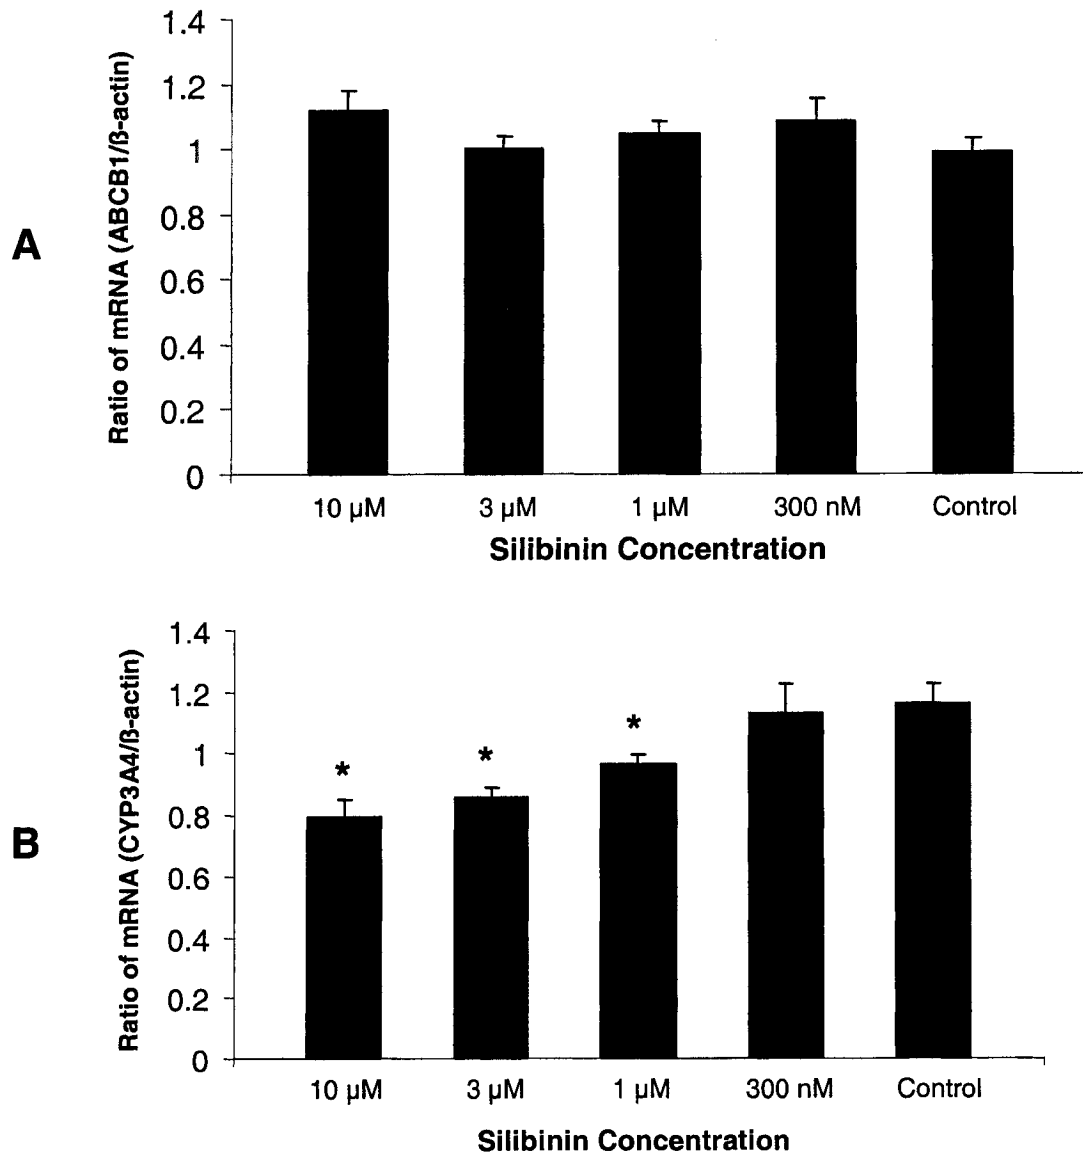 A
Ratio of mRNA (ABCB1/ß-actin)
1.4
1.2
1
0.8
0.6
0.4
0.2
0
10 µM 3 µM 1 µM 300 nM Control
Silibinin Concentration
B
Ratio of mRNA (CYP3A4/ß-actin)
1.4
1.2
1
0.8
0.6
0.4
0.2
0
* * *
10 µM 3 µM 1 µM 300 nM Control
Silibinin Concentration